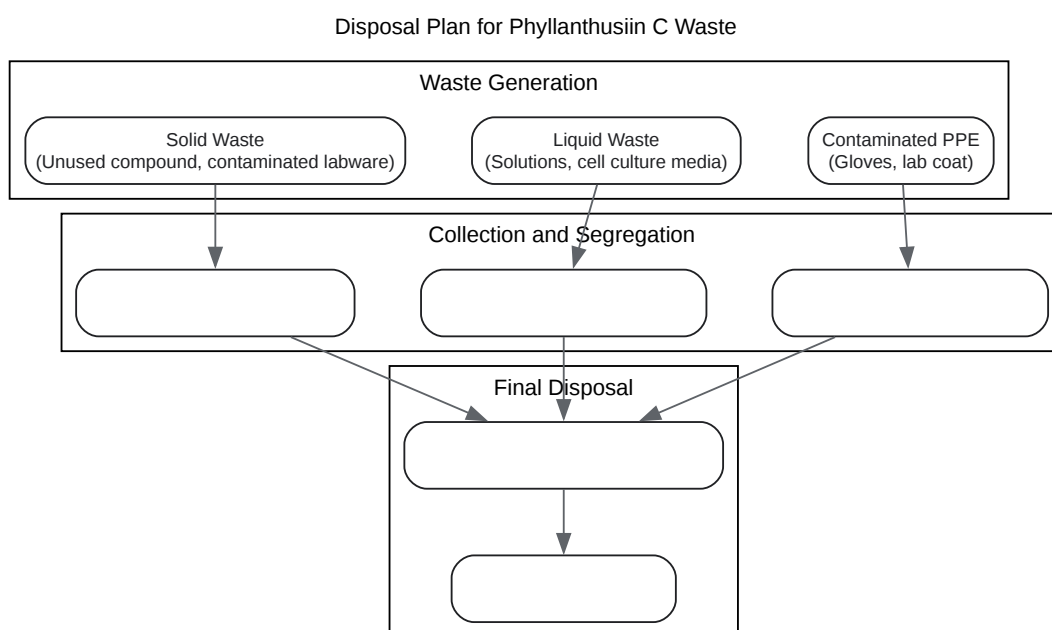 Disposal Plan for Phyllanthusiin C Waste
Waste Generation
Solid Waste
(Unused compound, contaminated labware)
Liquid Waste
(Solutions, cell culture media)
Contaminated PPE
(Gloves, lab coat)
Collection and Segregation
Final Disposal